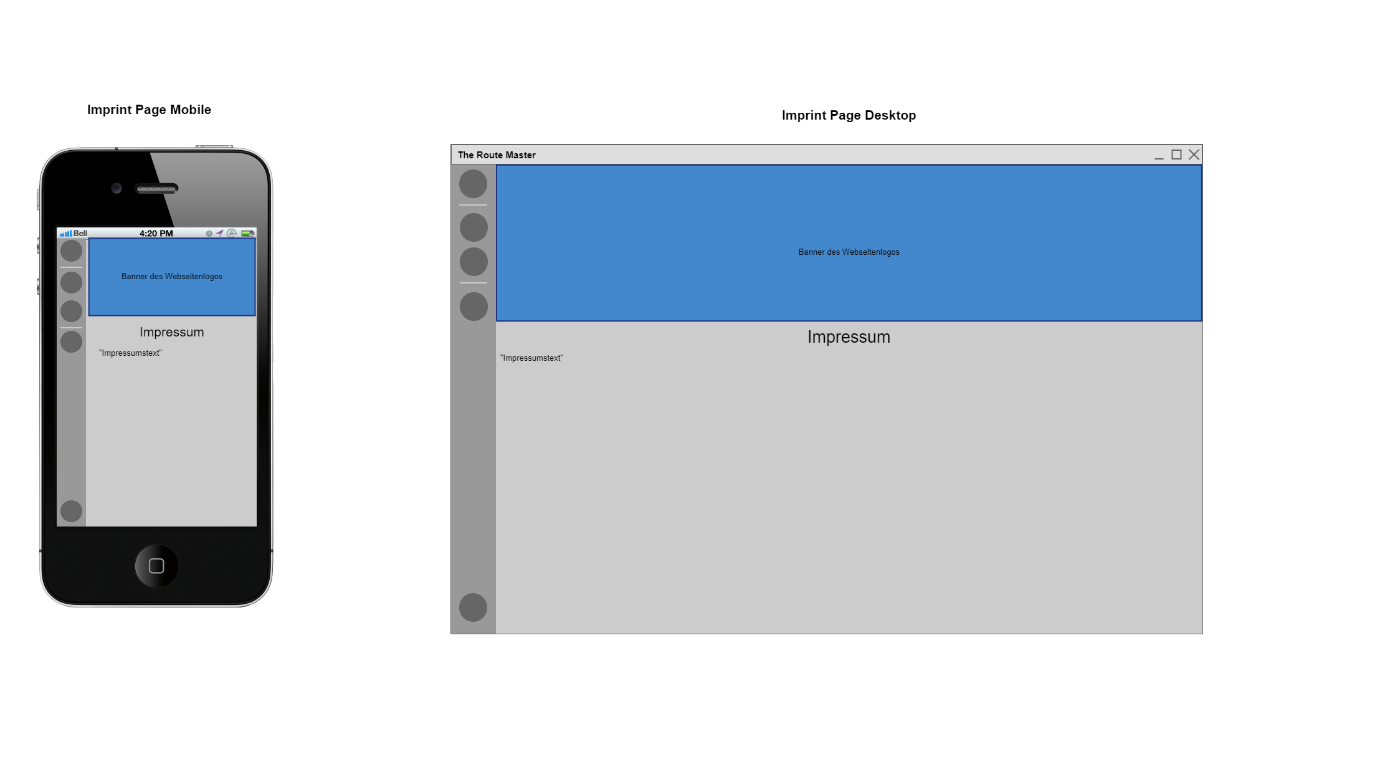 Imprint Page Mobile
Bell
4:20 PM
Banner des Webseitenlogos
Impressum
"Impressumstext"
Imprint Page Desktop
The Route Master
Banner des Webseitenlogos
Impressum
"Impressumstext"